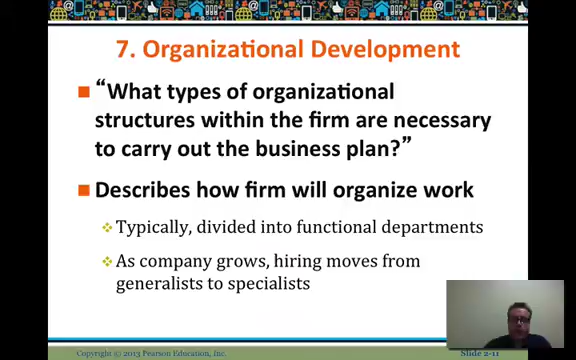 7. Organizational Development
“What types of organizational
structures within the firm are necessary
to carry out the business plan?”
Describes how firm will organize work
Typically, divided into functional departments
As company grows, hiring moves from
generalists to specialists
Copyright © 2013 Pearson Education, Inc.
Slide 2-11